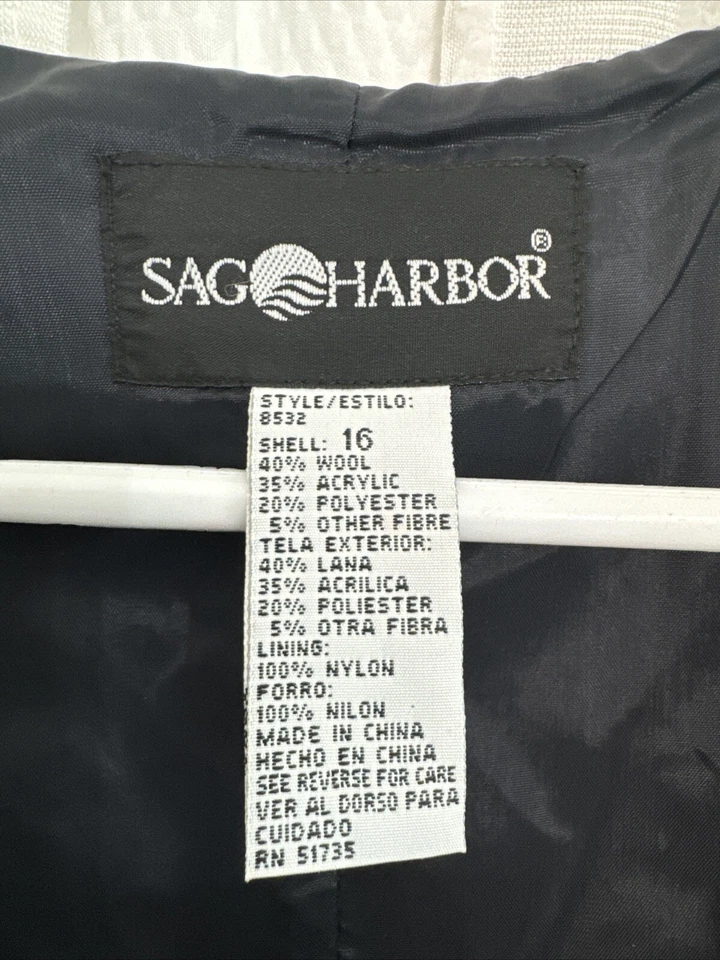 SAG HARBOR ®
STYLE/ESTILO:
8532
SHELL: 16
40% WOOL
35% ACRYLIC
20% POLYESTER
5% OTHER FIBRE
TELA EXTERIOR:
40% LANA
35% ACRILICA
20% POLIESTER
5% OTRA FIBRA
LINING:
100% NYLON
FORRO:
100% NILON
MADE IN CHINA
HECHO EN CHINA
SEE REVERSE FOR CARE
VER AL DORSO PARA
CUIDADO
RN 51735